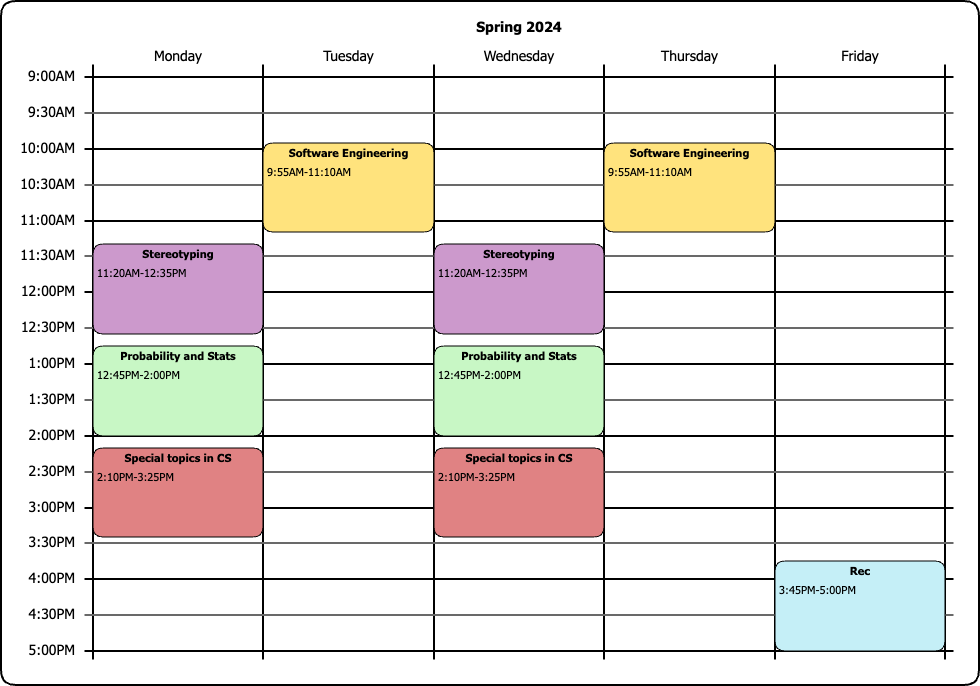 Spring 2024
Monday Tuesday Wednesday Thursday Friday
9:00AM
9:30AM
10:00AM
Software Engineering Software Engineering
9:55AM-11:10AM 9:55AM-11:10AM
10:30AM
11:00AM
11:30AM
Stereotyping Stereotyping
11:20AM-12:35PM 11:20AM-12:35PM
12:00PM
12:30PM
Probability and Stats Probability and Stats
1:00PM
12:45PM-2:00PM 12:45PM-2:00PM
1:30PM
2:00PM
Special topics in CS Special topics in CS
2:30PM
2:10PM-3:25PM 2:10PM-3:25PM
3:00PM
3:30PM
Rec
4:00PM
3:45PM-5:00PM
4:30PM
5:00PM